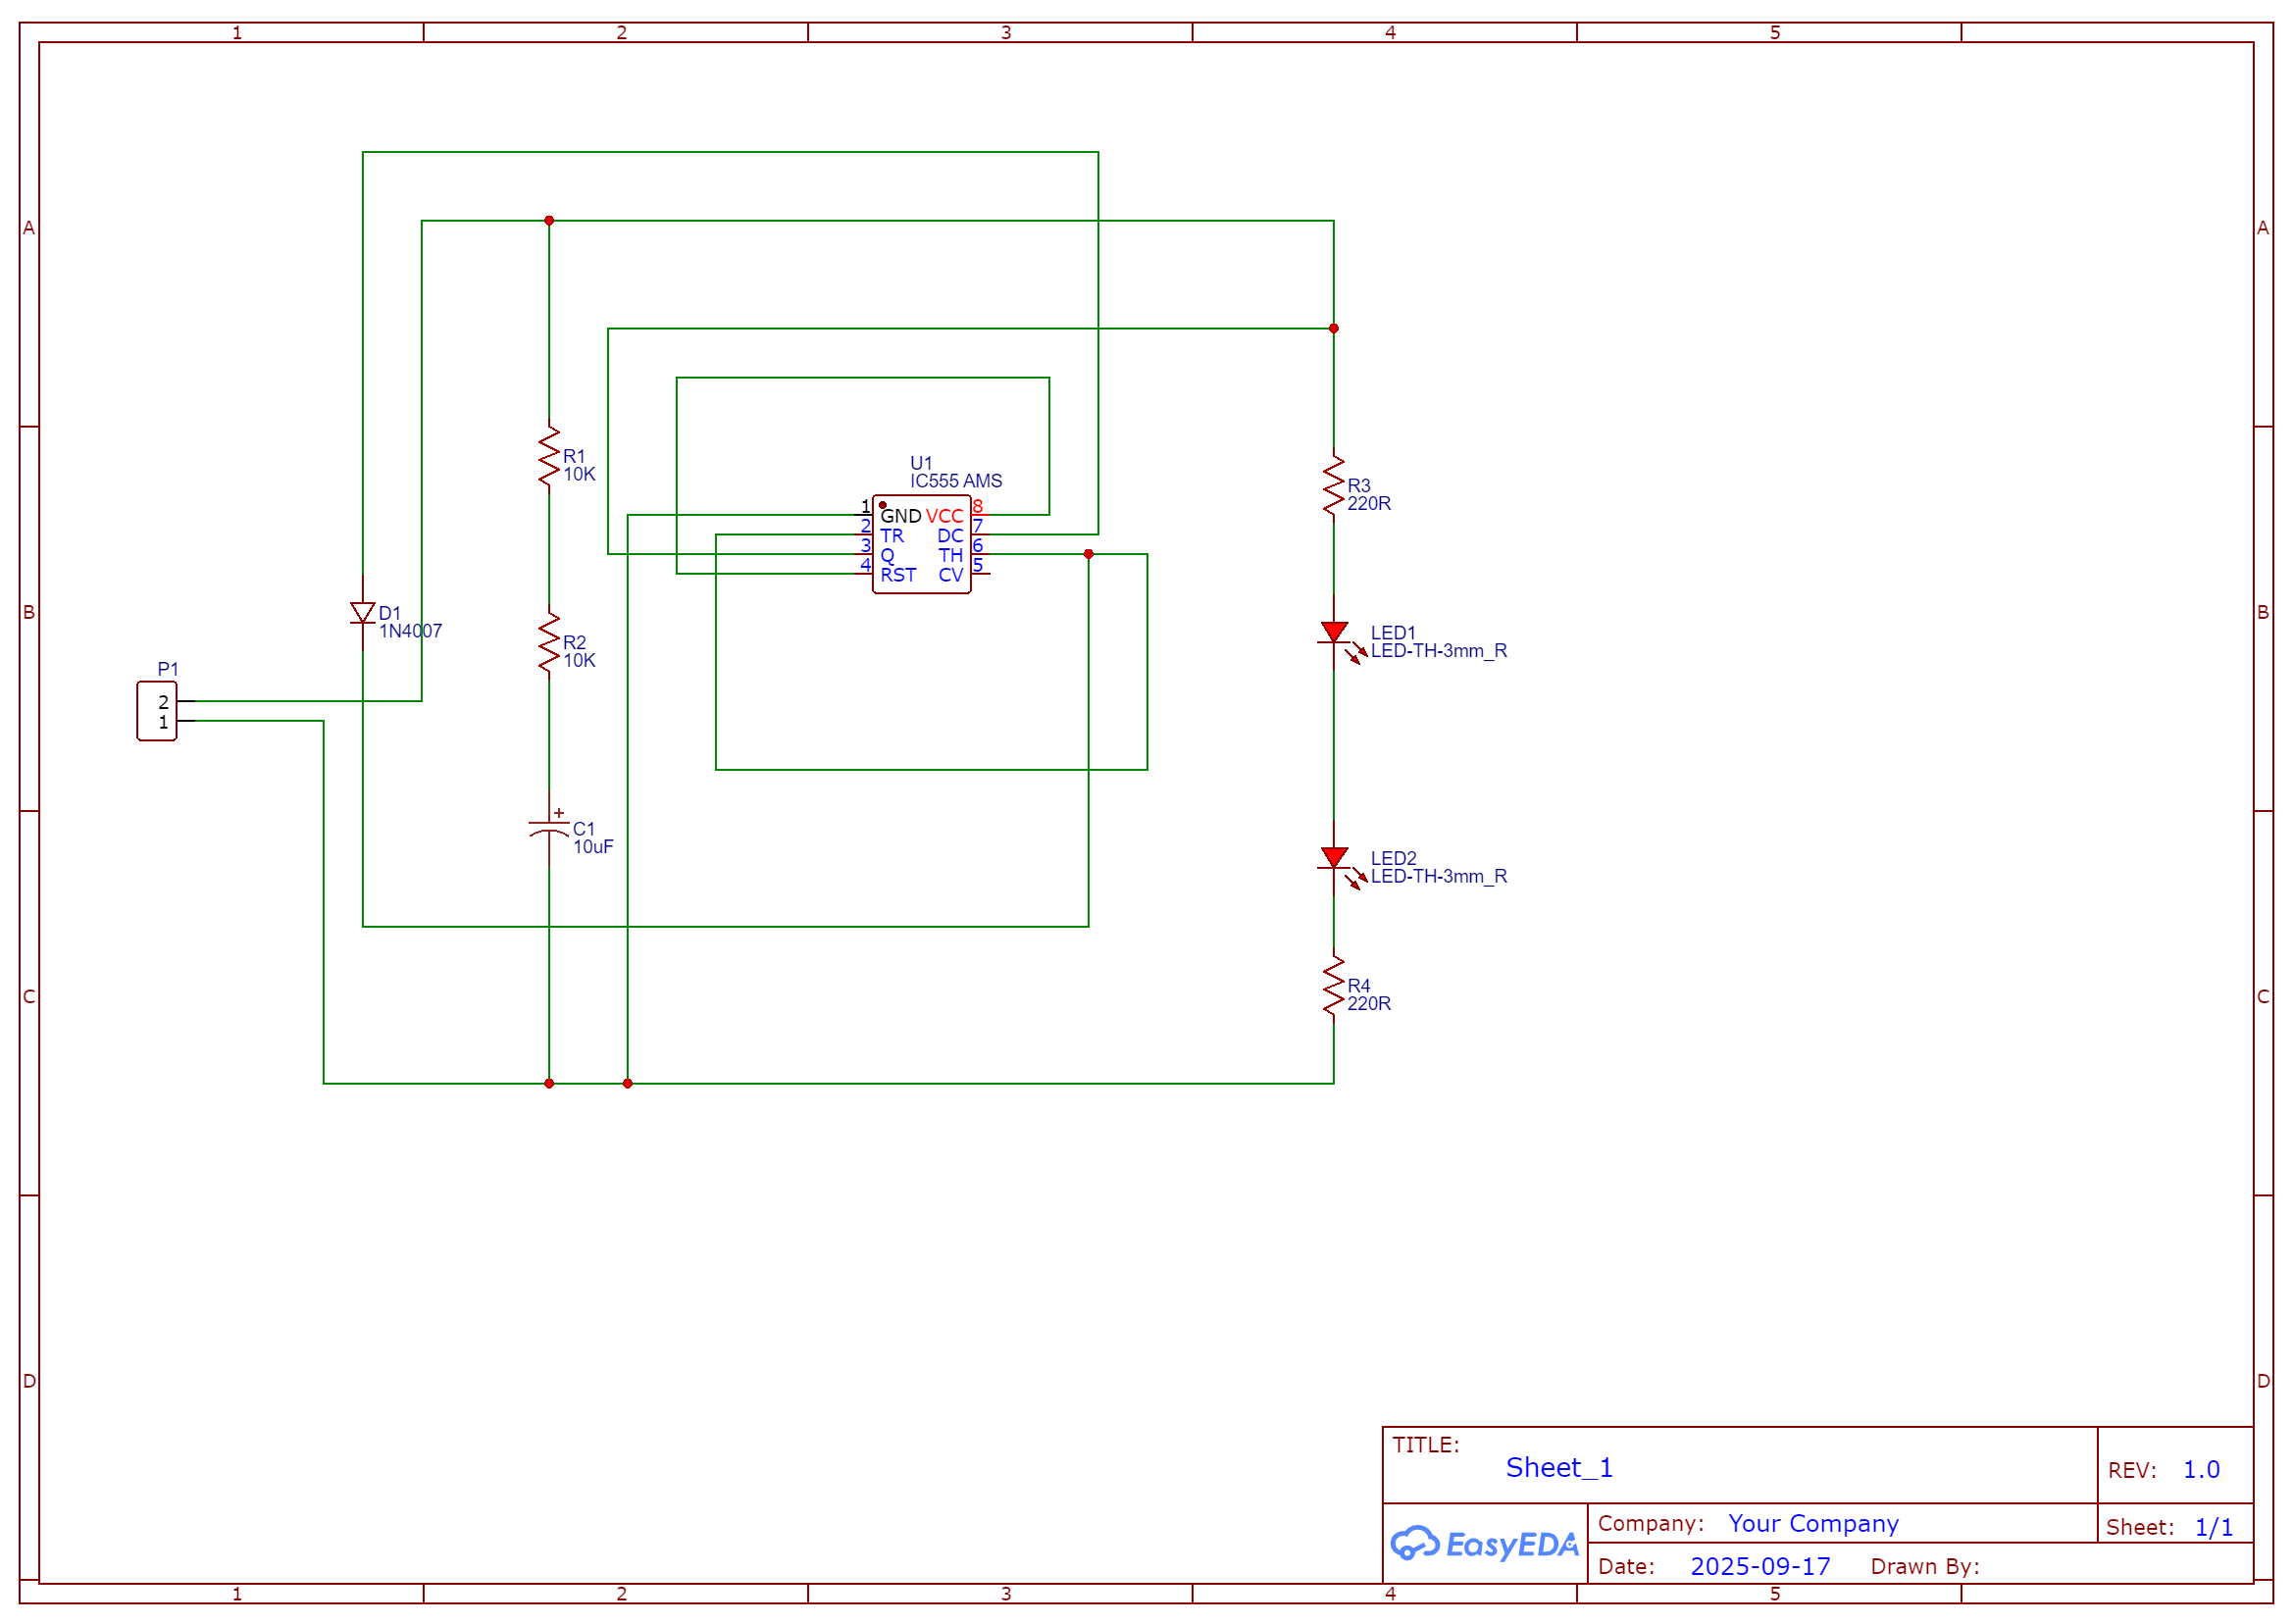 1 2 3 4 5
A A
U1
IC555 AMS
R1
10K
R3
220R
1 GND VCC 8
2 TR DC 7
3 Q TH 6
4 RST CV 5
B B
D1
1N4007
R2
10K
LED1
LED-TH-3mm_R
P1
2
1
+
C1
10uF
LED2
LED-TH-3mm_R
C C
R4
220R
D D
TITLE:
Sheet_1
REV: 1.0
EasyEDA
Company: Your Company
Sheet: 1/1
Date: 2025-09-17 Drawn By:
1 2 3 4 5